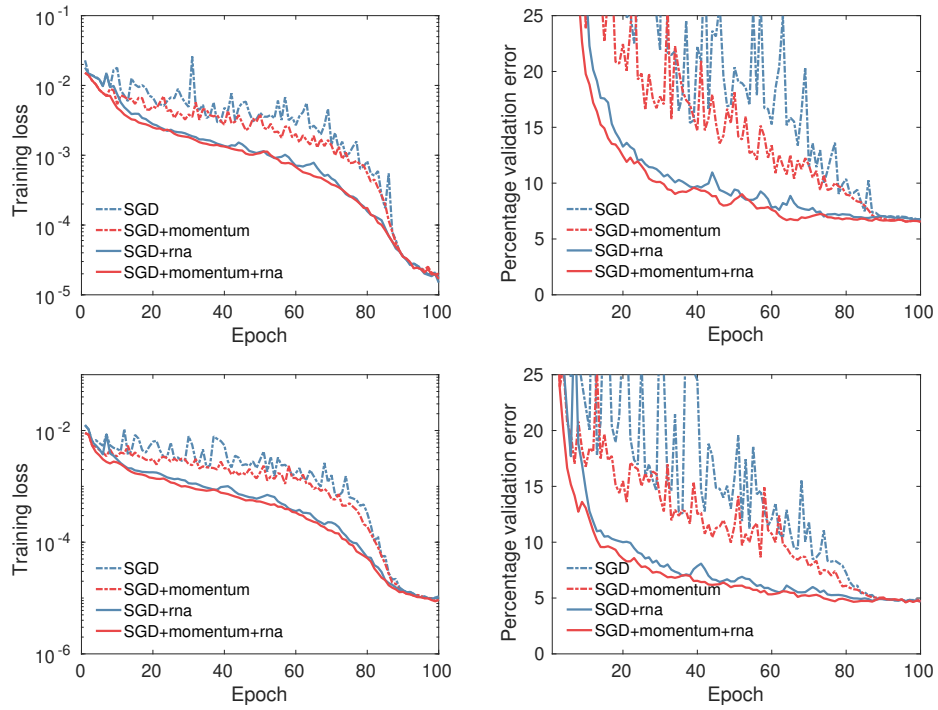 Training loss
10^-1
10^-2
10^-3
10^-4
10^-5
SGD
SGD+momentum
SGD+rna
SGD+momentum+rna
20 40 60 80 100
Epoch
Percentage validation error
25
20
15
10
5
0
SGD
SGD+momentum
SGD+rna
SGD+momentum+rna
20 40 60 80 100
Epoch
Training loss
10^-2
10^-4
10^-6
SGD
SGD+momentum
SGD+rna
SGD+momentum+rna
20 40 60 80 100
Epoch
Percentage validation error
25
20
15
10
5
0
SGD
SGD+momentum
SGD+rna
SGD+momentum+rna
20 40 60 80 100
Epoch